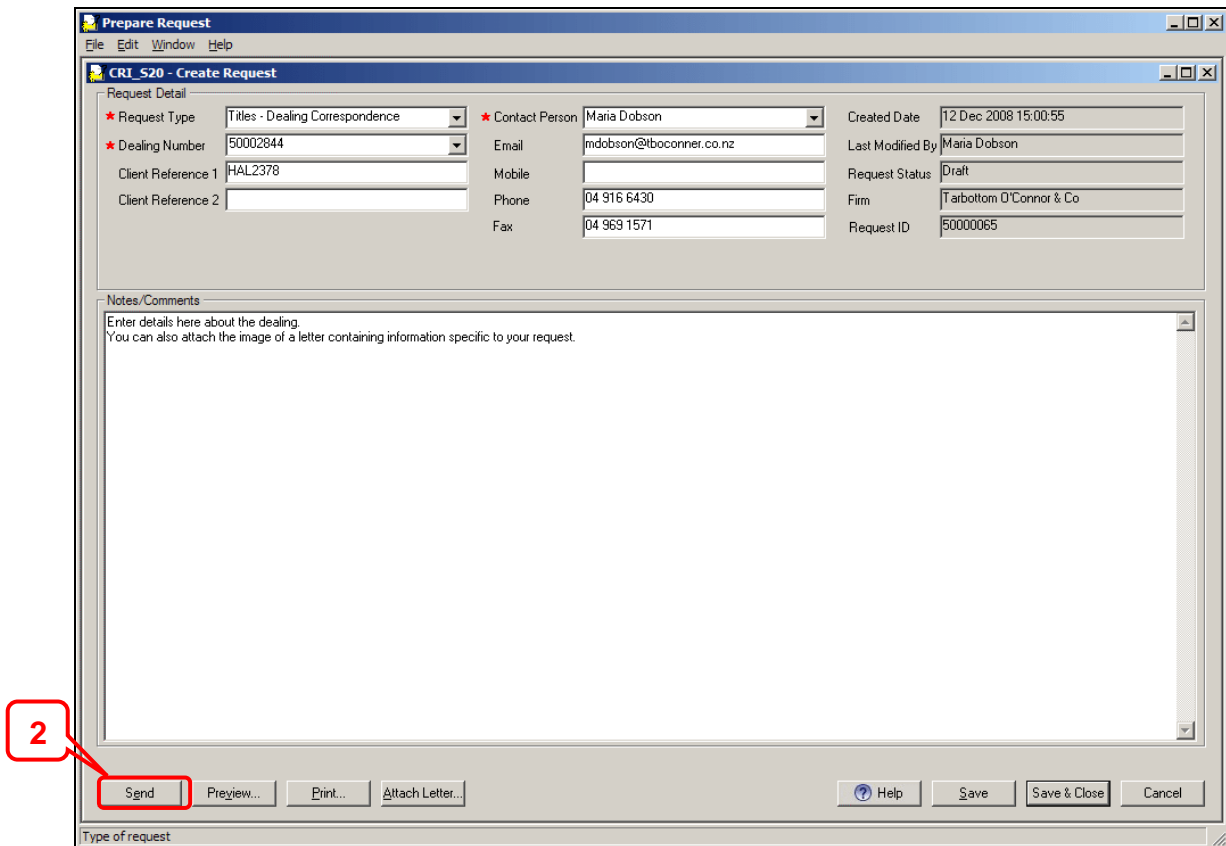 Prepare Request
File Edit Window Help
CRI_S20 - Create Request
Request Detail
* Request Type Titles - Dealing Correspondence * Contact Person Maria Dobson Created Date 12 Dec 2008 15:00:55
* Dealing Number 50002844 Email mdobson@tboconner.co.nz Last Modified By Maria Dobson
Client Reference 1 HAL2378 Mobile Request Status Draft
Client Reference 2 Phone 04 916 6430 Firm Tarbottom O'Connor & Co
Fax 04 969 1571 Request ID 50000065
Notes/Comments
Enter details here about the dealing.
You can also attach the image of a letter containing information specific to your request.
2
Send Preview... Print... Attach Letter... Help Save Save & Close Cancel
Type of request